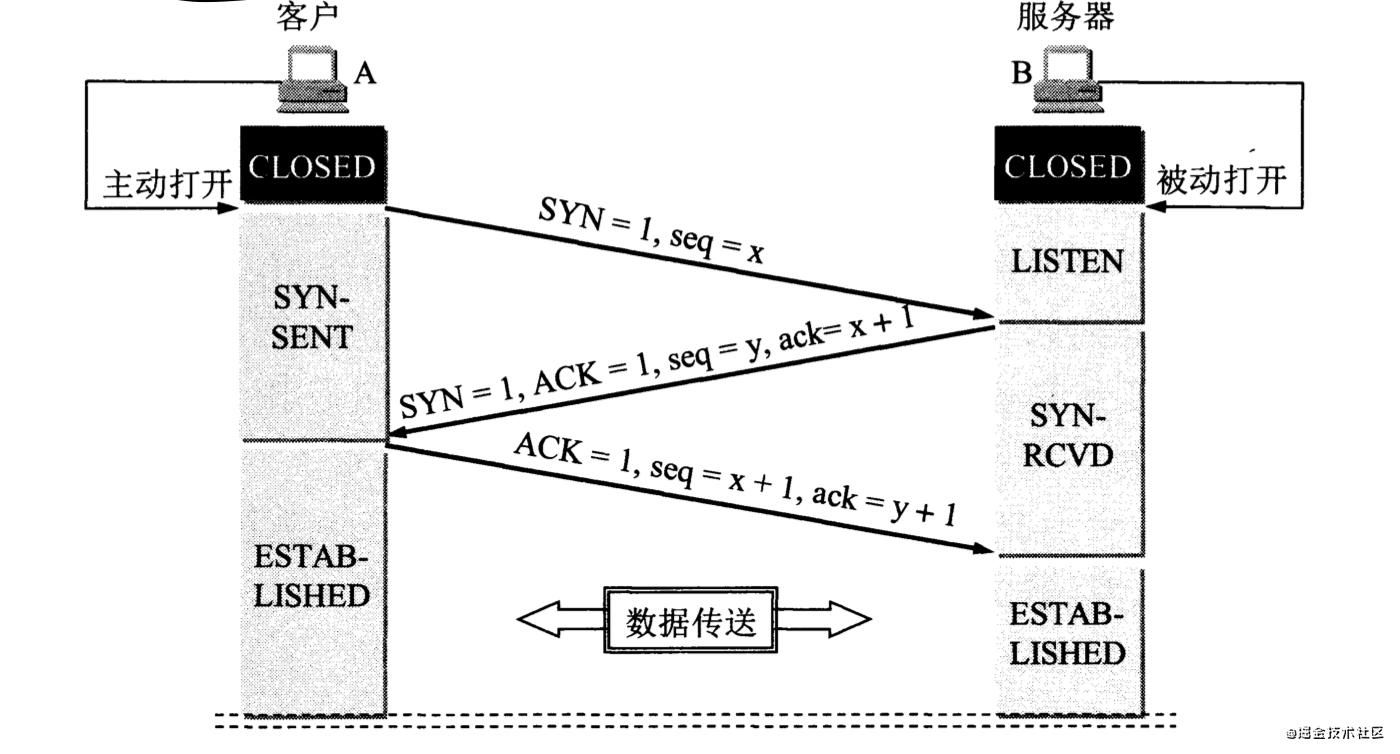 客户
服务器
A
B
CLOSED
CLOSED
主动打开
被动打开
SYN = 1, seq = x
LISTEN
SYN-
SENT
SYN = 1, ACK = 1, seq = y, ack= x + 1
SYN-
RCVD
ACK = 1, seq = x + 1, ack = y + 1
ESTAB-
LISHED
数据传送
ESTAB-
LISHED
@掘金技术社区